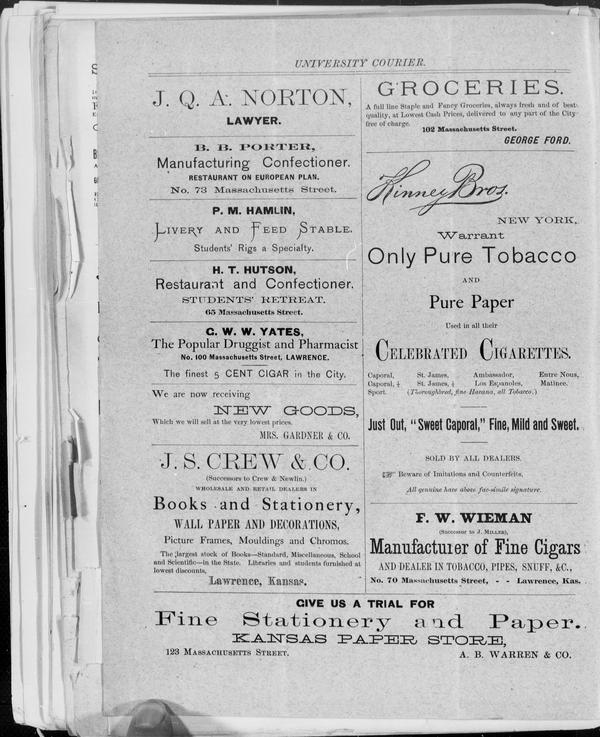 UNIVERSITY COURIER.
J. Q. A. NORTON,
LAWYER.
B. B. PORTER,
Manufacturing Confectioner.
RESTAURANT ON EUROPEAN PLAN.
No. 73 Massachusetts Street.
P. M. HAMLIN,
LIVERY AND FEED STABLE.
Students' Rigs a Specialty.
H. T. HUTSON,
Restaurant and Confectioner.
STUDENTS' RETREAT.
65 Massachusetts Street.
C. W. W. YATES,
The Popular Druggist and Pharmacist
No. 100 Massachusetts Street, LAWRENCE.
The finest 5 CENT CIGAR in the City.
We are now receiving
NEW GOODS,
Which we will sell at the very lowest prices.
MRS. GARDNER & CO.
J. S. CREW & CO.
(Successors to Crew & Newlin.)
WHOLESALE AND RETAIL DEALERS IN
Books and Stationery,
WALL PAPER AND DECORATIONS,
Picture Frames, Mouldings and Chromos.
The largest stock of Books—Standard, Miscellaneous, School
and Scientific—in the State. Libraries and students furnished at
lowest discounts.
Lawrence, Kansas.
GROCERIES.
A full line Staple and Fancy Groceries, always fresh and of best
quality, at Lowest Cash Prices, delivered to any part of the City
free of charge.
102 Massachusetts Street.
GEORGE FORD.
Kinney Bros.
NEW YORK,
Warrant
Only Pure Tobacco
AND
Pure Paper
Used in all their
CELEBRATED CIGARETTES.
Caporal, St. James, Ambassador, Entre Nous,
Caporal, ½ St. James, ½ Los Espanoles, Matinee.
Sport. (Thoroughbred, fine Havana, all Tobacco.)
Just Out, "Sweet Caporal," Fine, Mild and Sweet.
SOLD BY ALL DEALERS.
☞ Beware of Imitations and Counterfeits.
All genuine have above fac-simile signature.
F. W. WIEMAN
(Successor to J. MILLER),
Manufacturer of Fine Cigars
AND DEALER IN TOBACCO, PIPES, SNUFF, &C.,
No. 70 Massachusetts Street, - - Lawrence, Kas.
GIVE US A TRIAL FOR
Fine Stationery and Paper.
KANSAS PAPER STORE,
123 MASSACHUSETTS STREET. A. B. WARREN & CO.